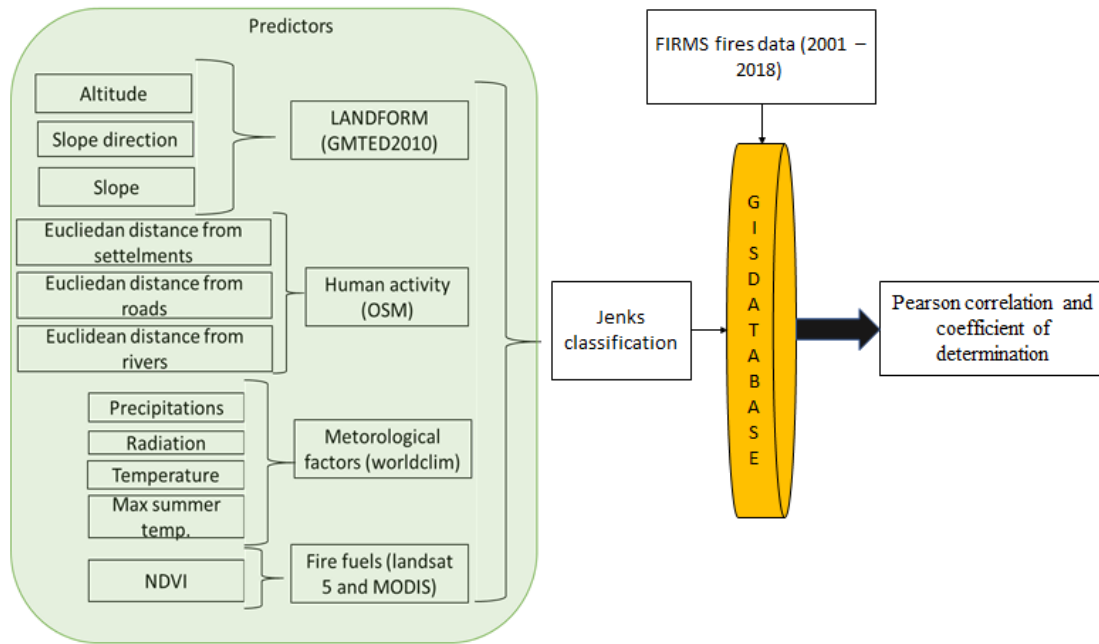 Predictors
Altitude
Slope direction
Slope
LANDFORM
(GMTED2010)
Eucliedan distance from
settelments
Eucliedan distance from
roads
Euclidean distance from
rivers
Human activity
(OSM)
Precipitations
Radiation
Temperature
Max summer
temp.
Metorological
factors (worldclim)
NDVI
Fire fuels (landsat
5 and MODIS)
Jenks
classification
FIRMS fires data (2001 –
2018)
G
I
S
D
A
T
A
B
A
S
E
Pearson correlation and
coefficient of
determination